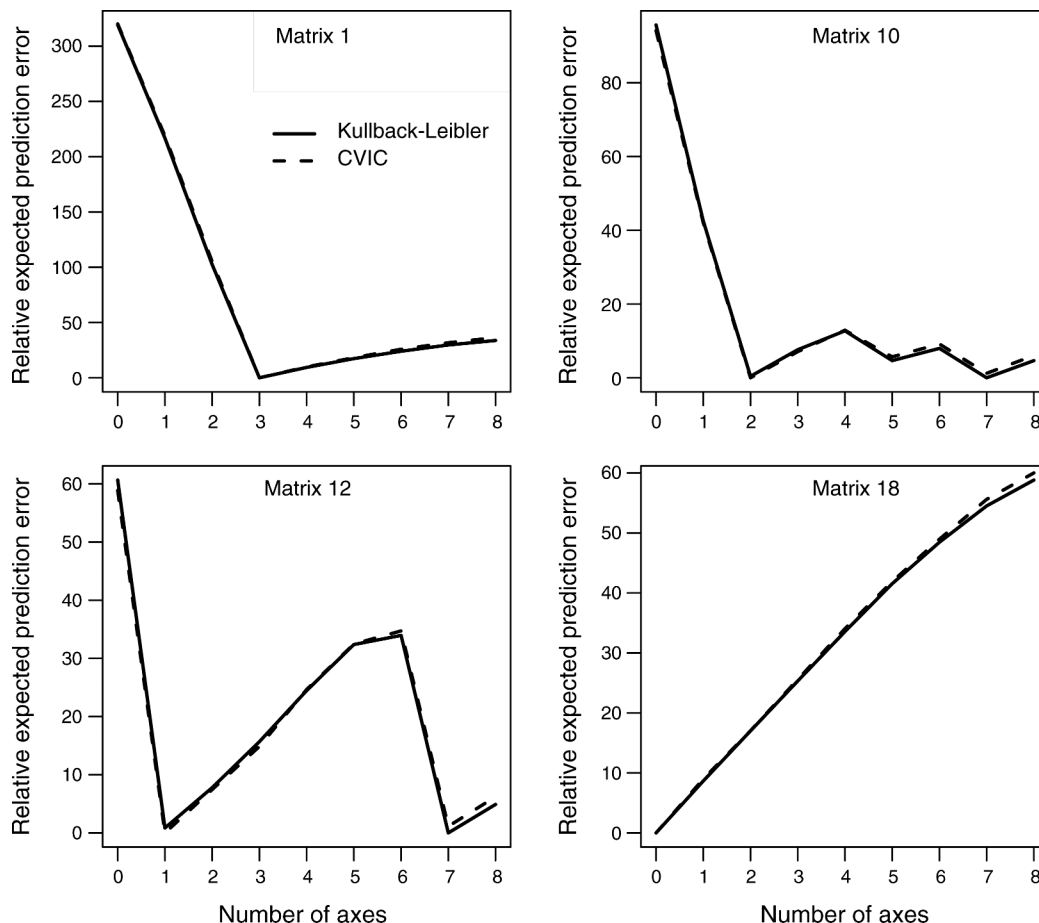 Matrix 1
Kullback-Leibler
CVIC
Relative expected prediction error
300
250
200
150
100
50
0
0 1 2 3 4 5 6 7 8
Matrix 10
Relative expected prediction error
80
60
40
20
0
0 1 2 3 4 5 6 7 8
Matrix 12
Relative expected prediction error
60
50
40
30
20
10
0
0 1 2 3 4 5 6 7 8
Number of axes
Matrix 18
Relative expected prediction error
60
50
40
30
20
10
0
0 1 2 3 4 5 6 7 8
Number of axes